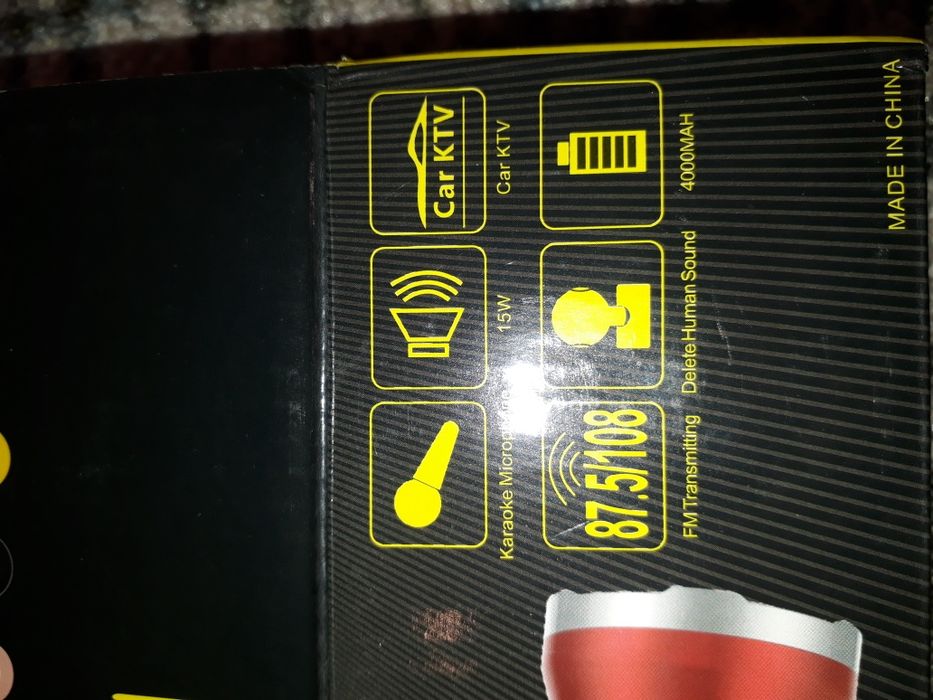 Karaoke Microphone
15W
Car KTV
Car KTV
87.5/108
FM Transmitting
Delete Human Sound
4000MAH
MADE IN CHINA